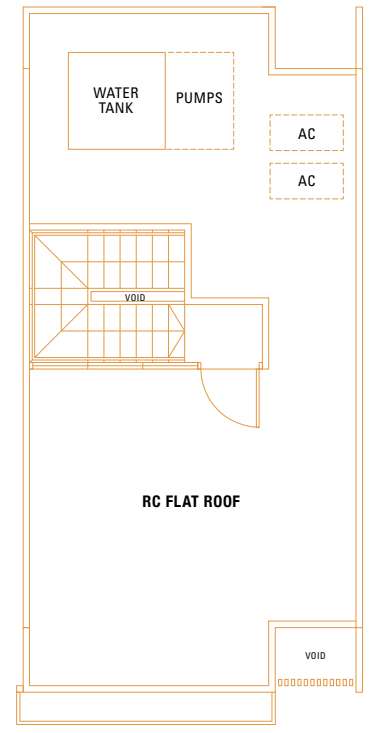 WATER
TANK
PUMPS
AC
AC
VOID
RC FLAT ROOF
VOID